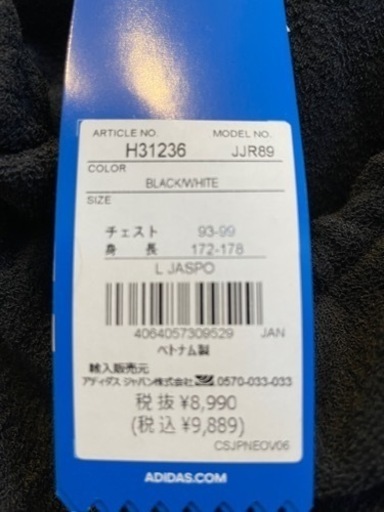 ARTICLE NO. MODEL NO.
H31236 JJR89
COLOR
BLACK/WHITE
SIZE
チェスト 93-99
身 長 172-178
L JASPO
4064057309529 JAN
ベトナム製
輸入販売元
アディダス ジャパン株式会社 0570-033-033
税抜¥8,990
(税込¥9,889)
CSJPNEOV06
ADIDAS.COM